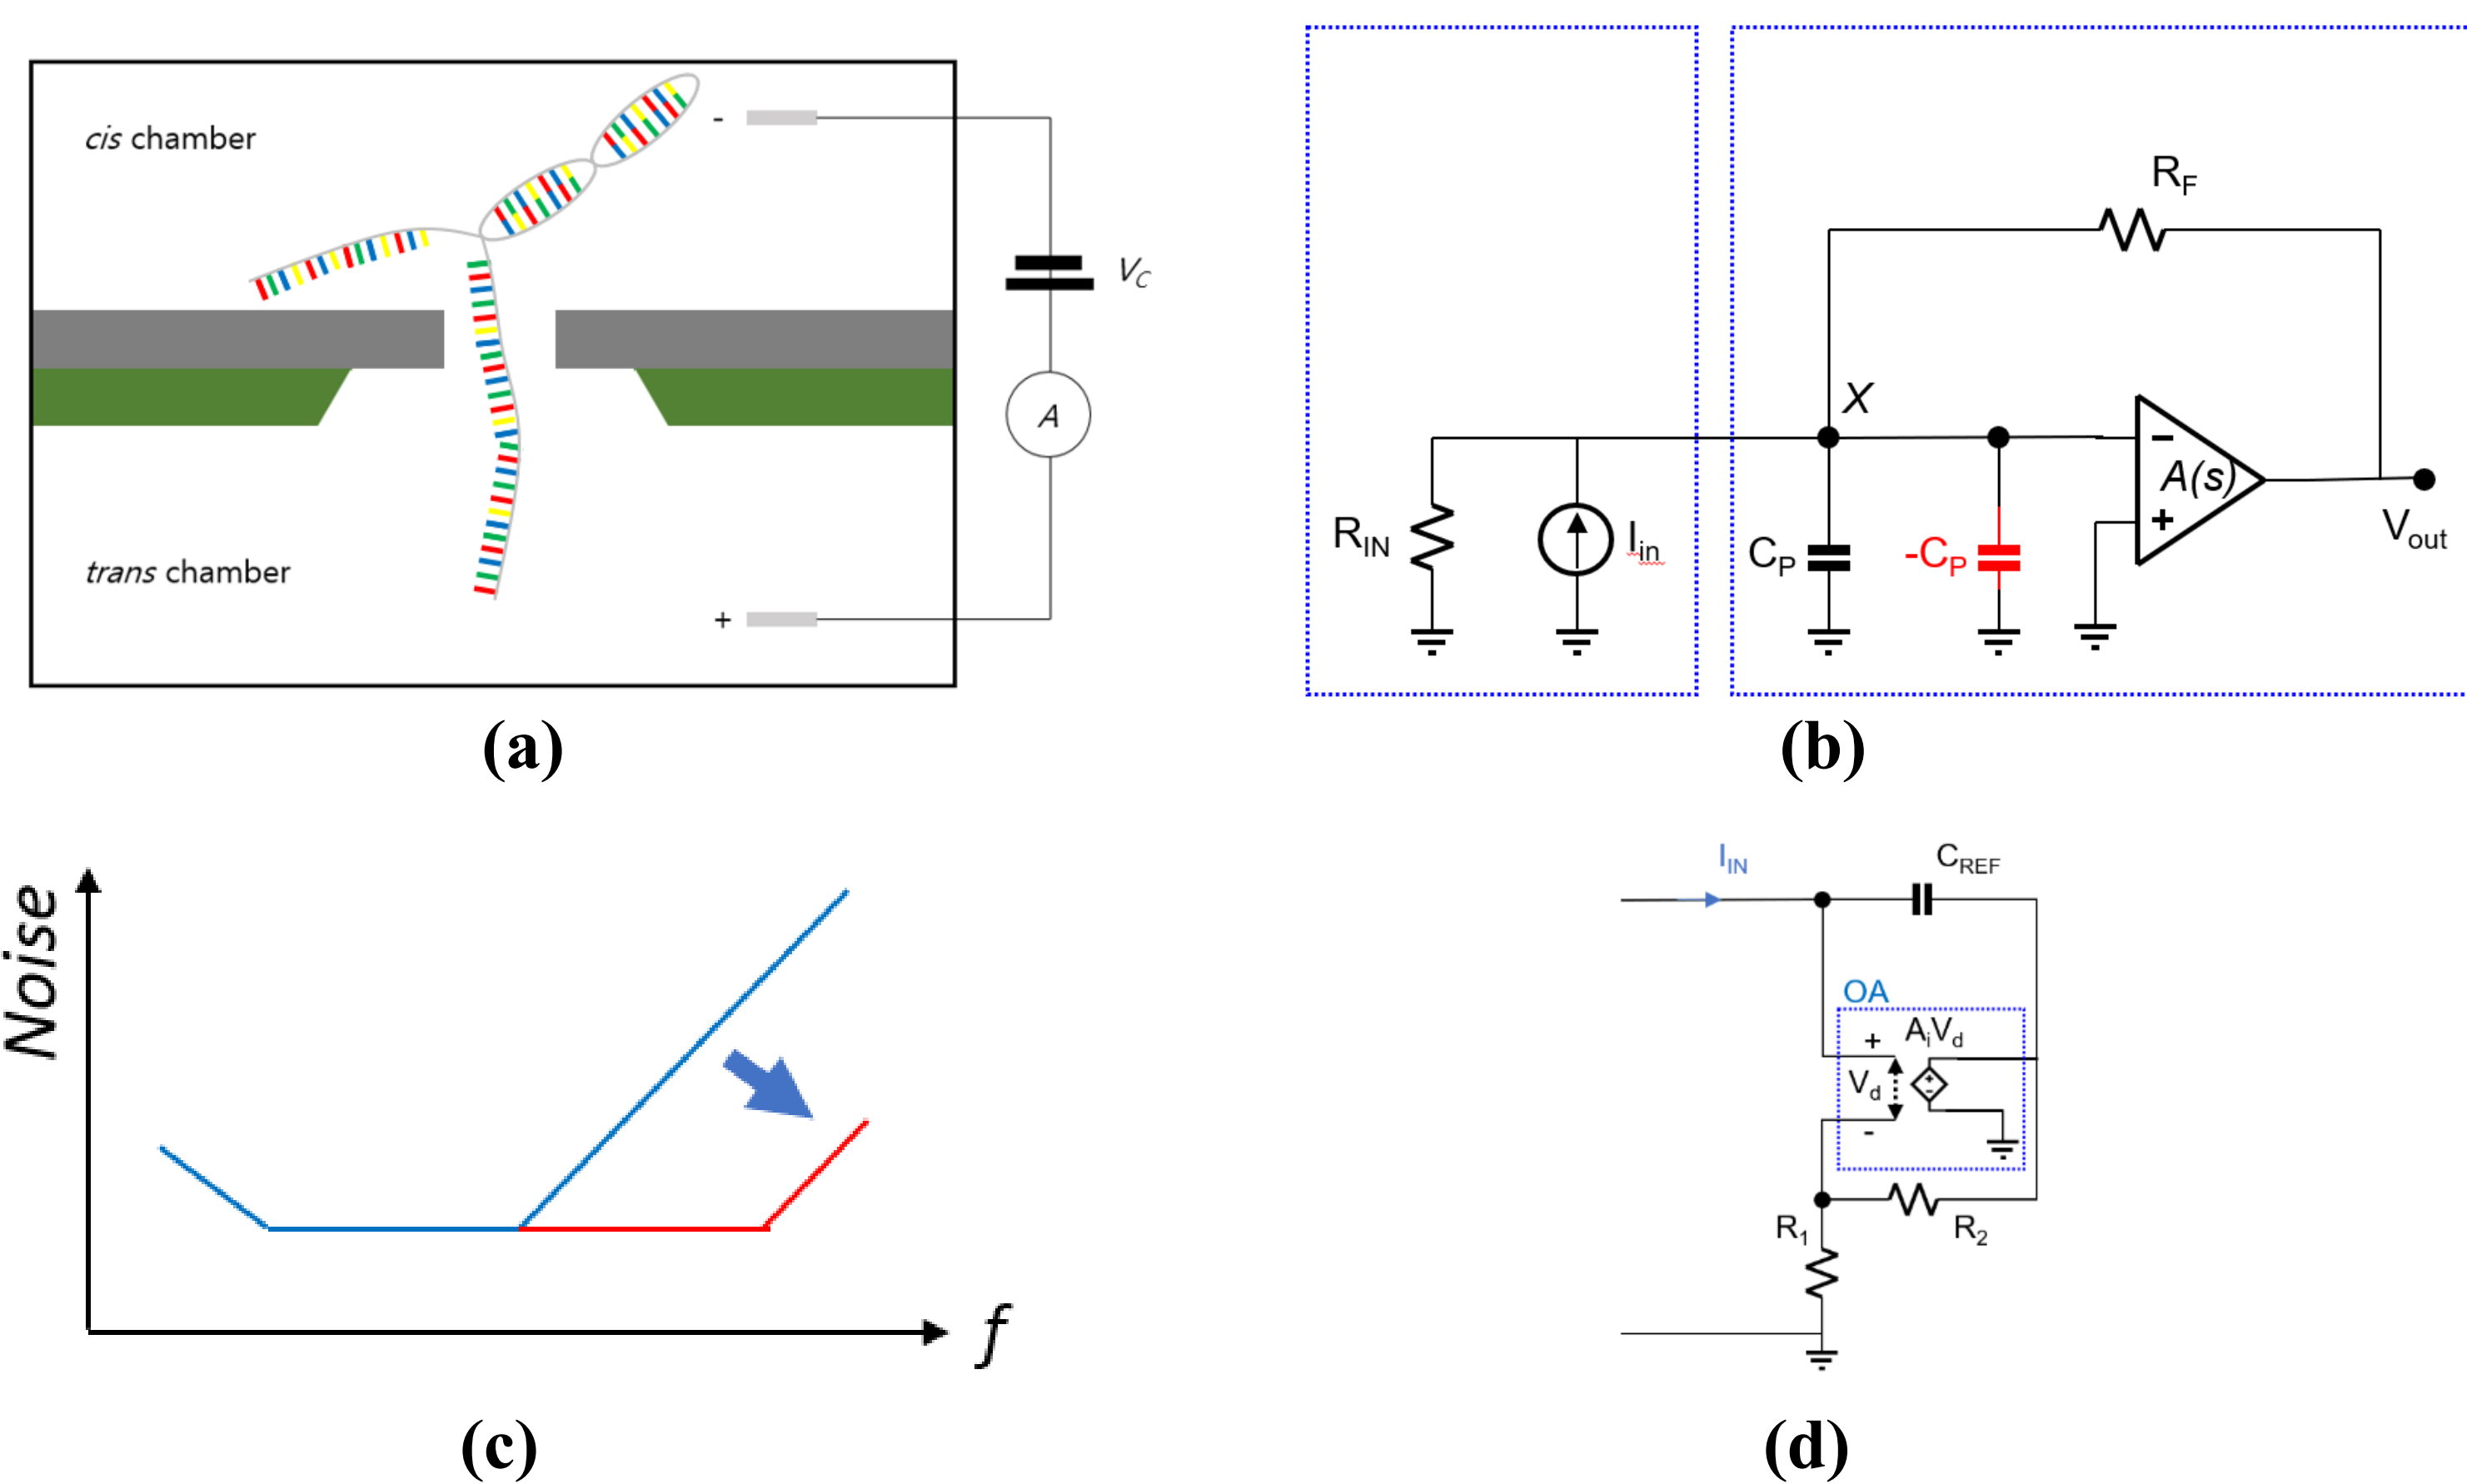 cis chamber
-
V_C
A
trans chamber
+
(a)
R_F
X
R_IN
I_in
C_P
-C_P
−
A(s)
+
V_out
(b)
Noise
f
(c)
I_IN
C_REF
OA
+
A_iV_d
V_d
+
-
-
R_1
R_2
(d)